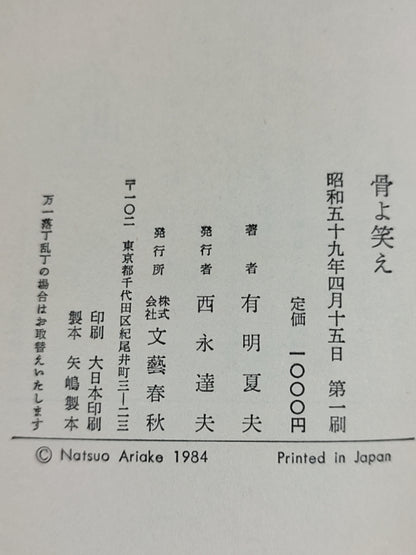 骨よ笑え
昭和五十九年四月十五日　第一刷
定価　一〇〇〇円
著者　有明夏夫
発行者　西永達夫
発行所　株式会社　文藝春秋
〒一〇二　東京都千代田区紀尾井町三―二三
印刷　大日本印刷
製本　矢嶋製本
万一落丁乱丁の場合はお取替えいたします
© Natsuo Ariake 1984　Printed in Japan